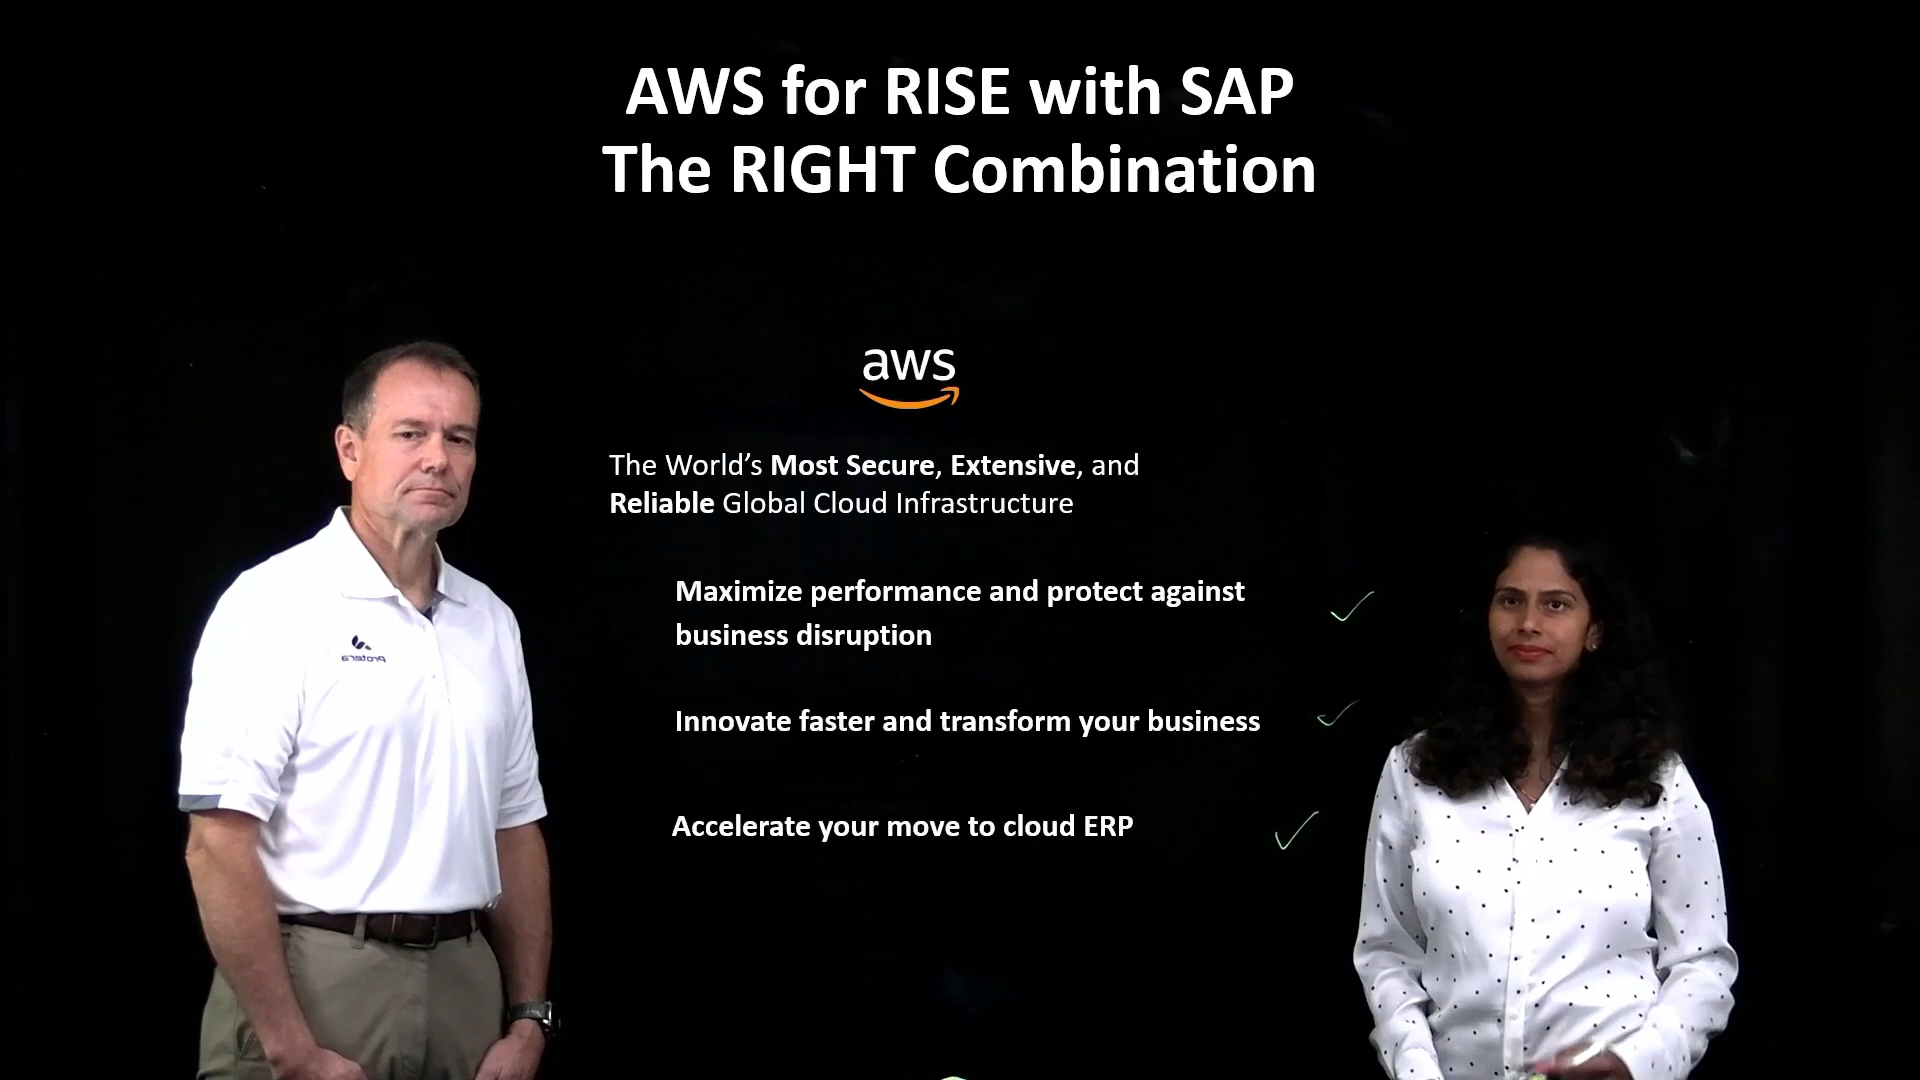 AWS for RISE with SAP
The RIGHT Combination
aws
The World’s Most Secure, Extensive, and
Reliable Global Cloud Infrastructure
Maximize performance and protect against
business disruption
Innovate faster and transform your business
Accelerate your move to cloud ERP
protera